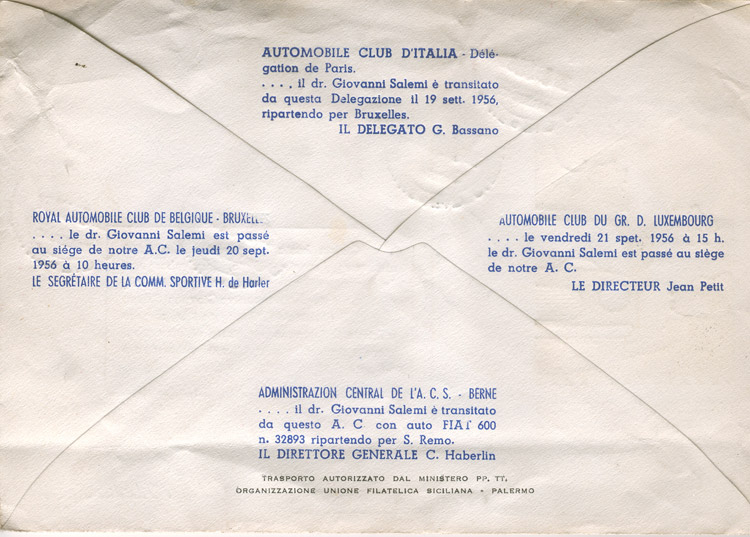 AUTOMOBILE CLUB D'ITALIA - Délé-
gation de Paris.
. . . . il dr. Giovanni Salemi è transitato
da questa Delegazione il 19 sett. 1956,
ripartendo per Bruxelles.
IL DELEGATO G. Bassano
ROYAL AUTOMOBILE CLUB DE BELGIQUE - BRUXELL..
. . . . le dr. Giovanni Salemi est passé
au siége de notre A.C. le jeudi 20 sept.
1956 à 10 heures.
LE SEGRÉTAIRE DE LA COMM. SPORTIVE H. de Harler
AUTOMOBILE CLUB DU GR. D. LUXEMBOURG
. . . . le vendredi 21 spet. 1956 à 15 h.
le dr. Giovanni Salemi est passé au siège
de notre A. C.
LE DIRECTEUR Jean Petit
ADMINISTRAZION CENTRAL DE L'A. C. S. - BERNE
. . . . il dr. Giovanni Salemi è transitato
da questo A. C con auto FIAT 600
n. 32893 ripartendo per S. Remo.
IL DIRETTORE GENERALE C. Haberlin
TRASPORTO AUTORIZZATO DAL MINISTERO PP. TT.
ORGANIZZAZIONE UNIONE FILATELICA SICILIANA - PALERMO